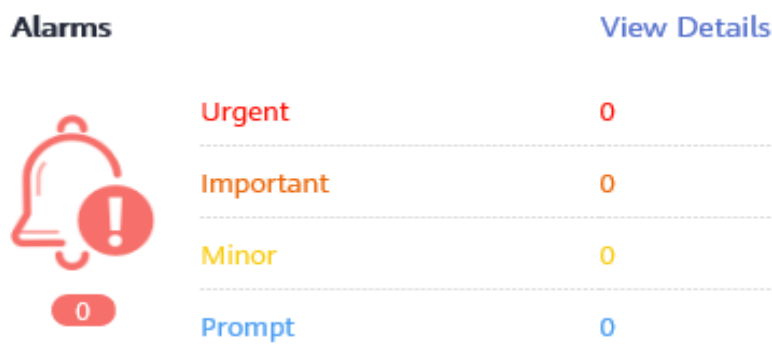 Alarms View Details
Urgent 0
Important 0
Minor 0
0
Prompt 0